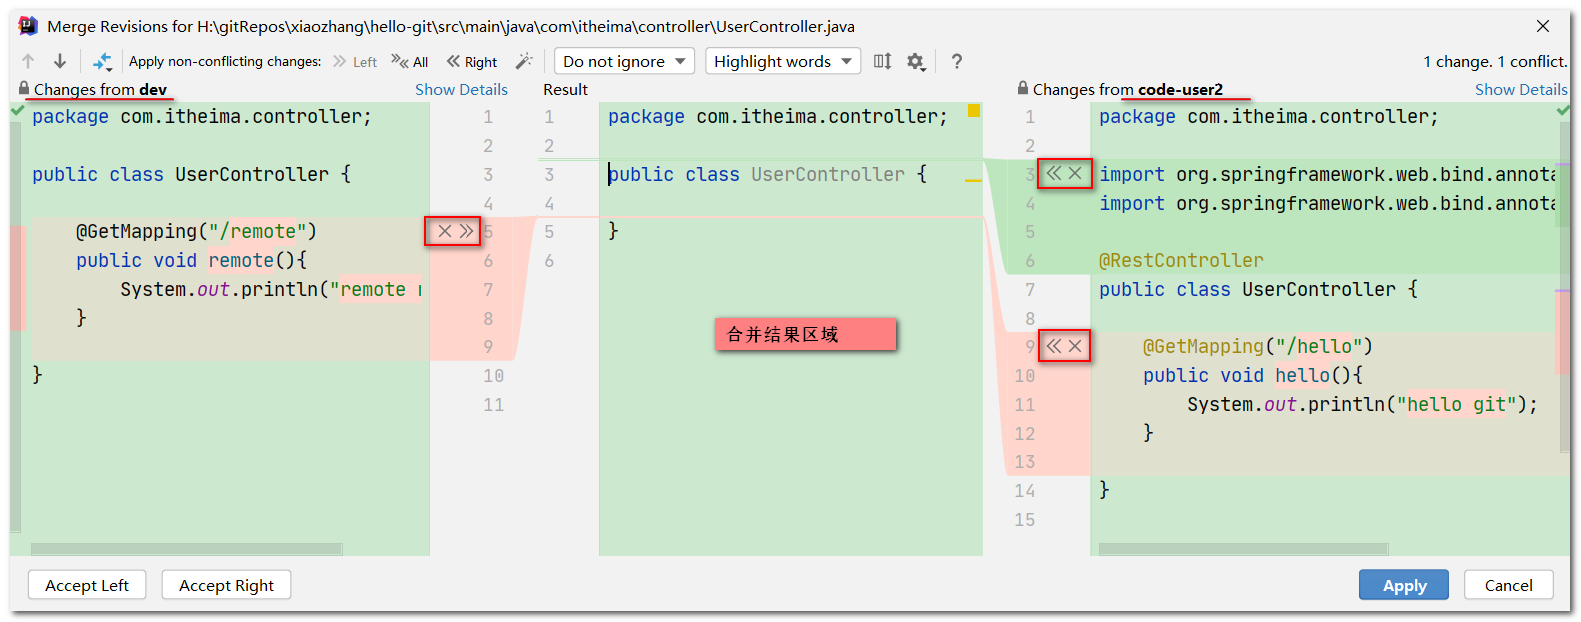 Merge Revisions for H:\gitRepos\xiaozhang\hello-git\src\main\java\com\itheima\controller\UserController.java
Apply non-conflicting changes: Left All Right Do not ignore Highlight words ? 1 change. 1 conflict.
Changes from dev Show Details Result Changes from code-user2 Show Details
package com.itheima.controller; 1
2
public class UserController { 3
4
@GetMapping("/remote") 5
public void remote(){ 6
System.out.println("remote 7
} 8
9
} 10
11
1 package com.itheima.controller;
2
3 public class UserController {
4
5 }
6
合并结果区域
1 package com.itheima.controller;
2
3 import org.springframework.web.bind.annota
4 import org.springframework.web.bind.annota
5
6 @RestController
7 public class UserController {
8
9 @GetMapping("/hello")
10 public void hello(){
11 System.out.println("hello git");
12 }
13
14 }
15
Accept Left Accept Right Apply Cancel